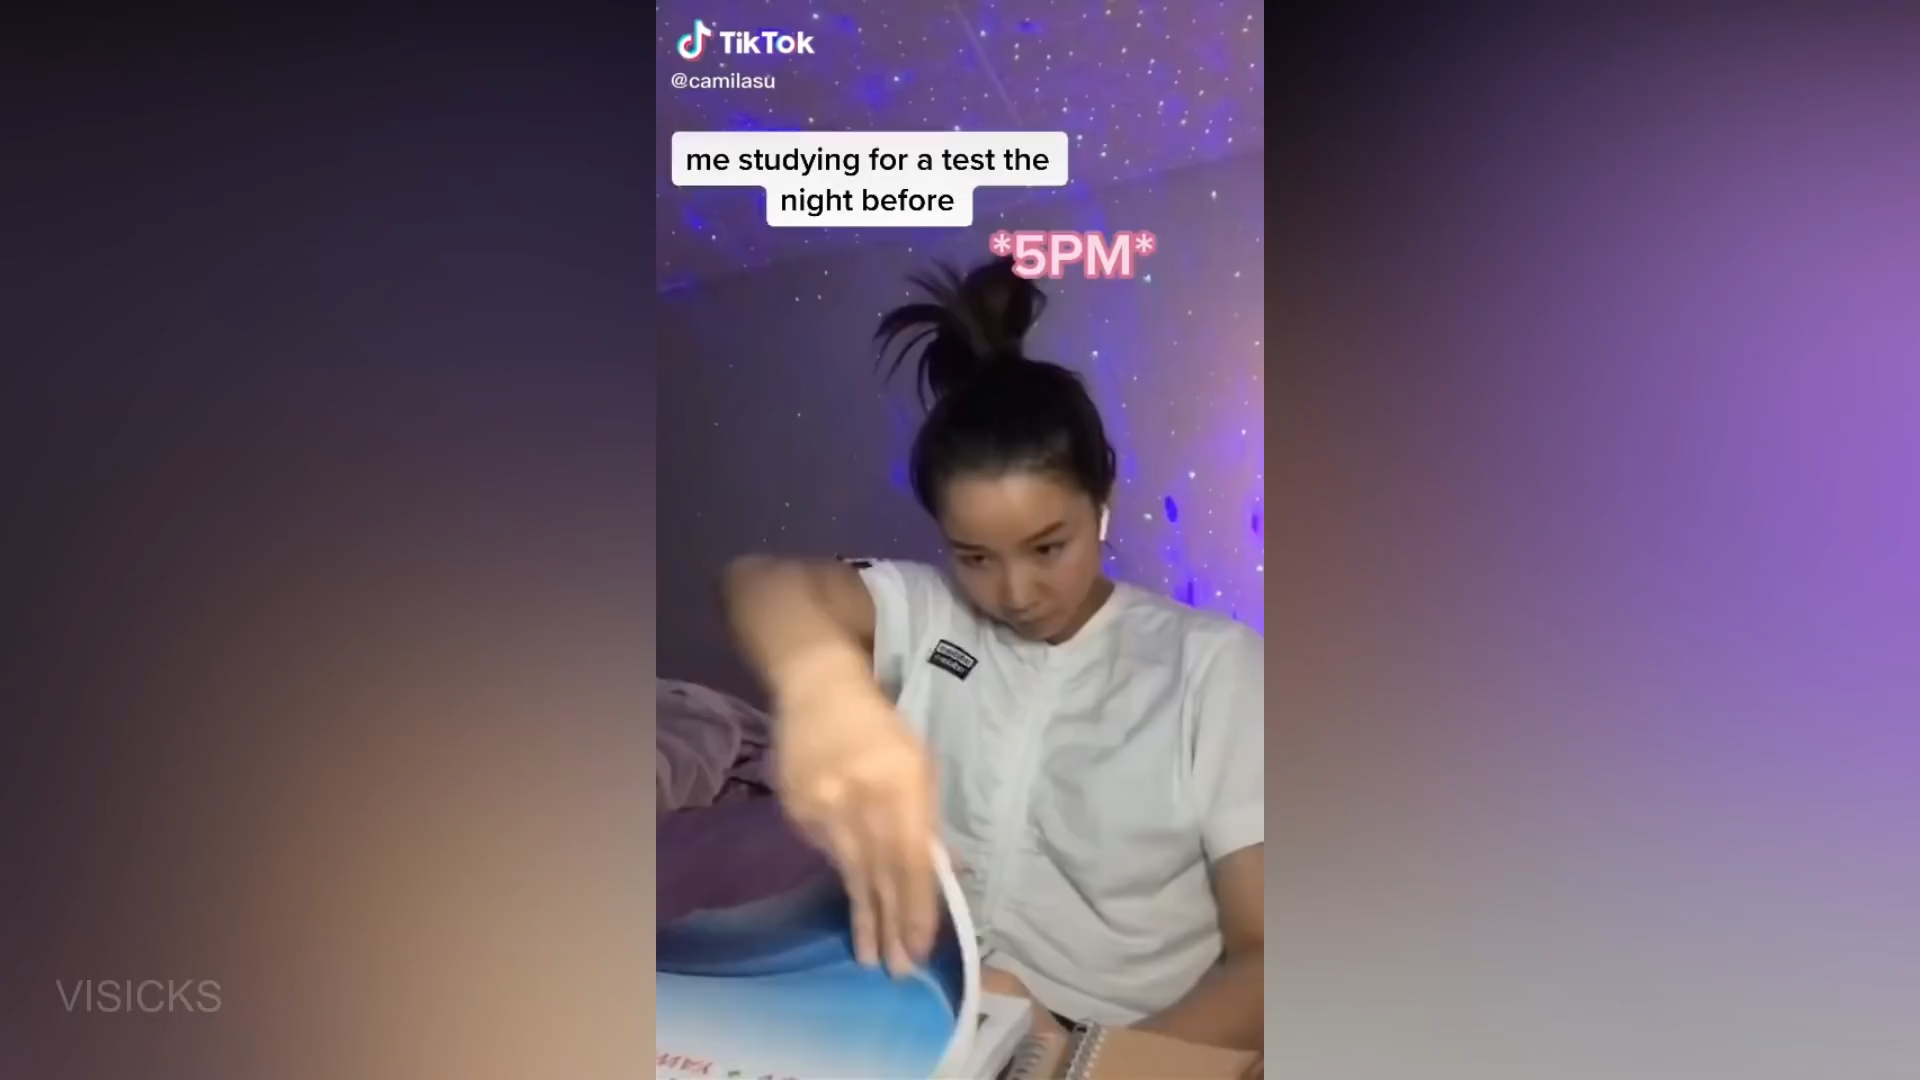 TikTok
@camilasu
me studying for a test the
night before
*5PM*
VISICKS